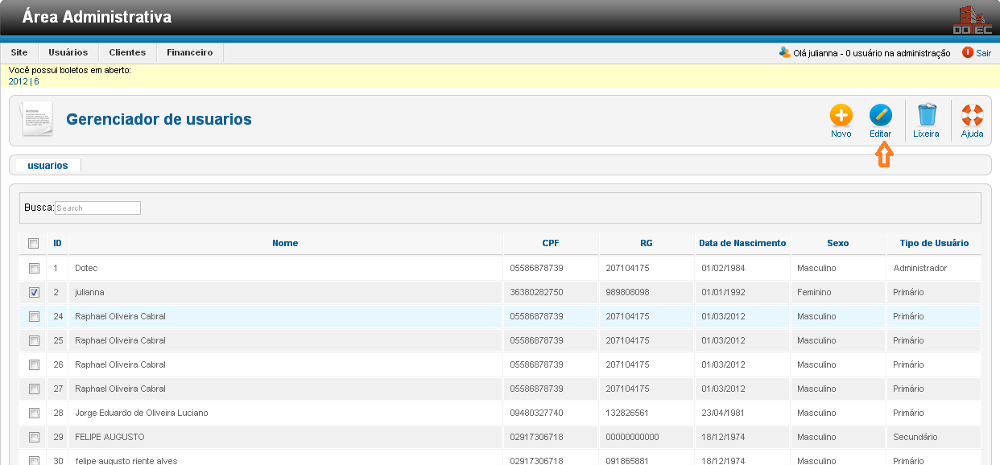 Área Administrativa
DOTEC
Site Usuários Clientes Financeiro Olá julianna - 0 usuário na administração Sair
Você possui boletos em aberto:
2012 | 6
Gerenciador de usuarios
Novo Editar Lixeira Ajuda
usuarios
Busca: Search
ID Nome CPF RG Data de Nascimento Sexo Tipo de Usuário
1 Dotec 05586878739 207104175 01/02/1984 Masculino Administrador
2 julianna 36380282750 989808098 01/01/1992 Feminino Primário
24 Raphael Oliveira Cabral 05586878739 207104175 01/03/2012 Masculino Primário
25 Raphael Oliveira Cabral 05586878739 207104175 01/03/2012 Masculino Primário
26 Raphael Oliveira Cabral 05586878739 207104175 01/03/2012 Masculino Primário
27 Raphael Oliveira Cabral 05586878739 207104175 01/03/2012 Masculino Primário
28 Jorge Eduardo de Oliveira Luciano 09480327740 132826561 23/04/1981 Masculino Primário
29 FELIPE AUGUSTO 02917306718 00000000000 18/12/1974 Masculino Secundário
30 felipe augusto riente alves 02917306718 091865881 18/12/1974 Masculino Primário